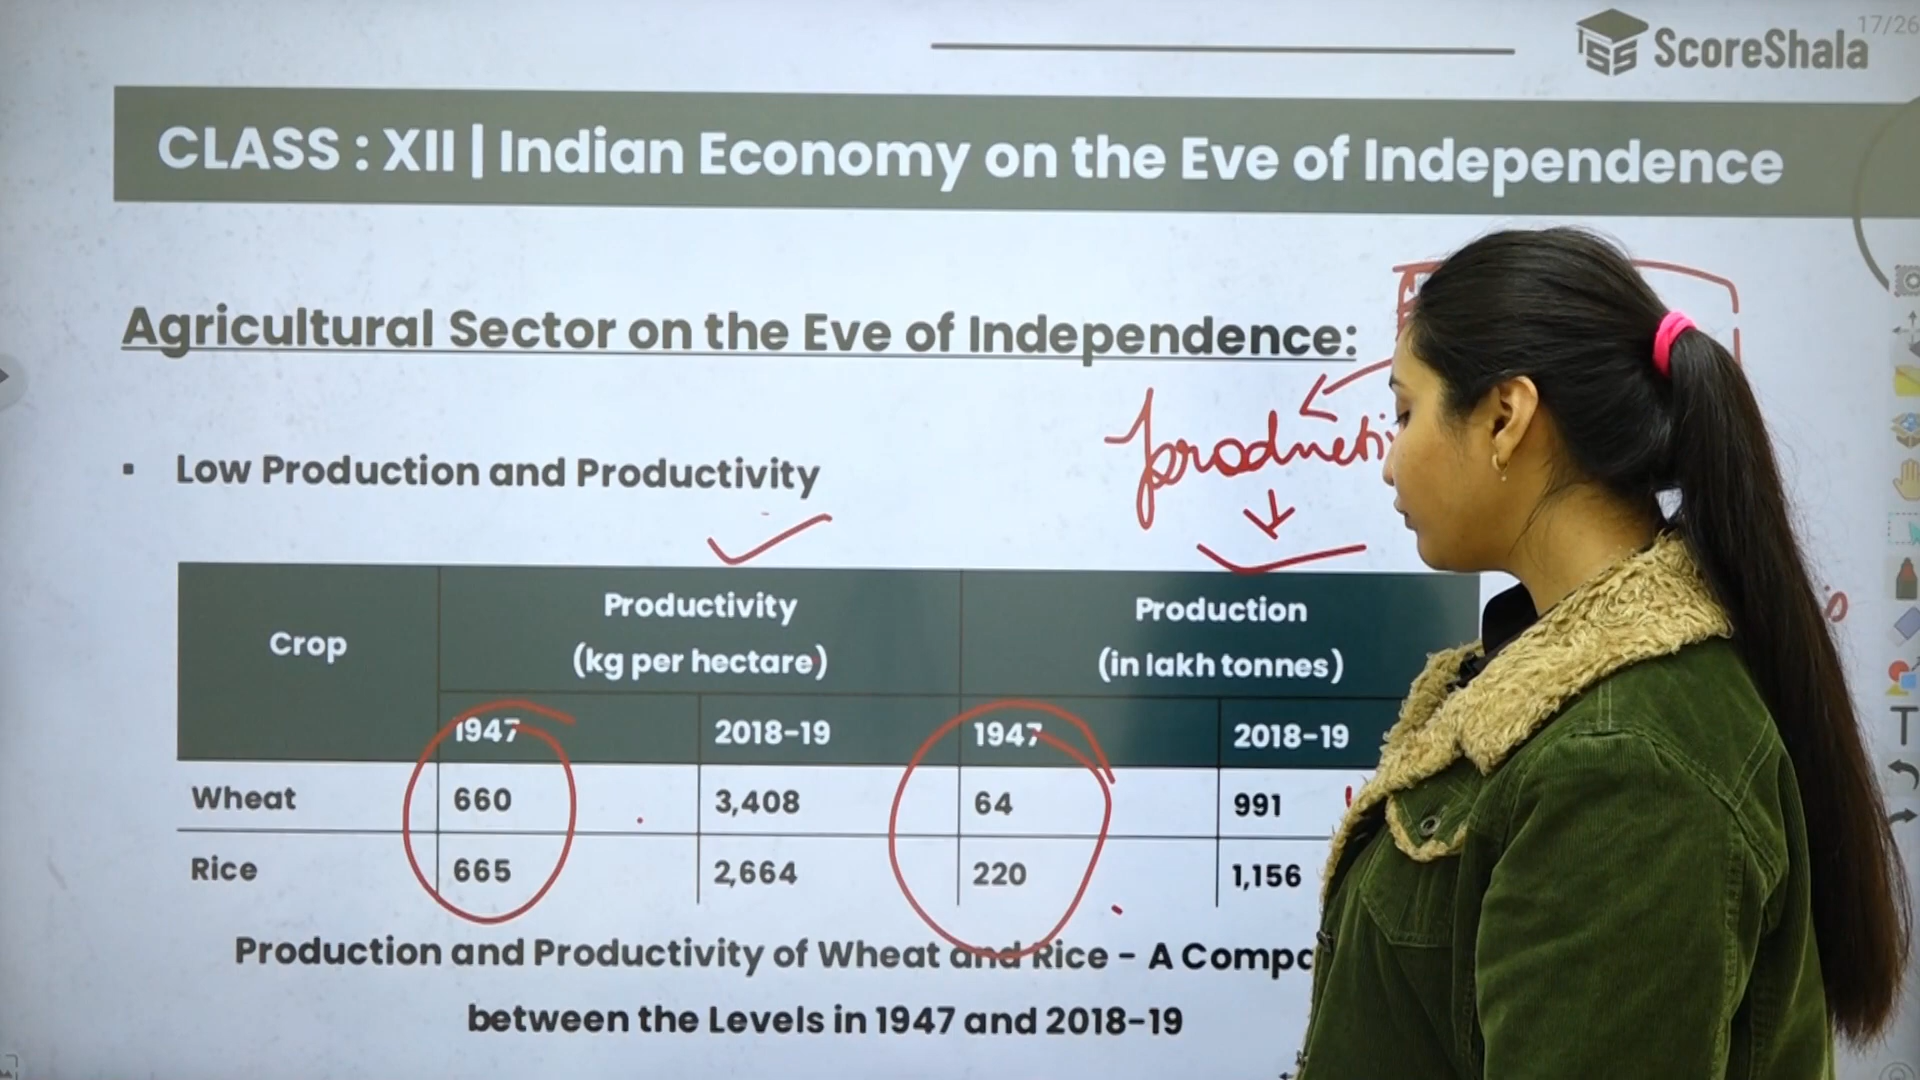 17/26
ScoreShala
CLASS : XII | Indian Economy on the Eve of Independence
Agricultural Sector on the Eve of Independence:
Low Production and Productivity
Crop
Productivity
(kg per hectare)
Production
(in lakh tonnes)
1947 2018-19 1947 2018-19
Wheat 660 3,408 64 991
Rice 665 2,664 220 1,156
Production and Productivity of Wheat and Rice - A
between the Levels in 1947 and 2018-19